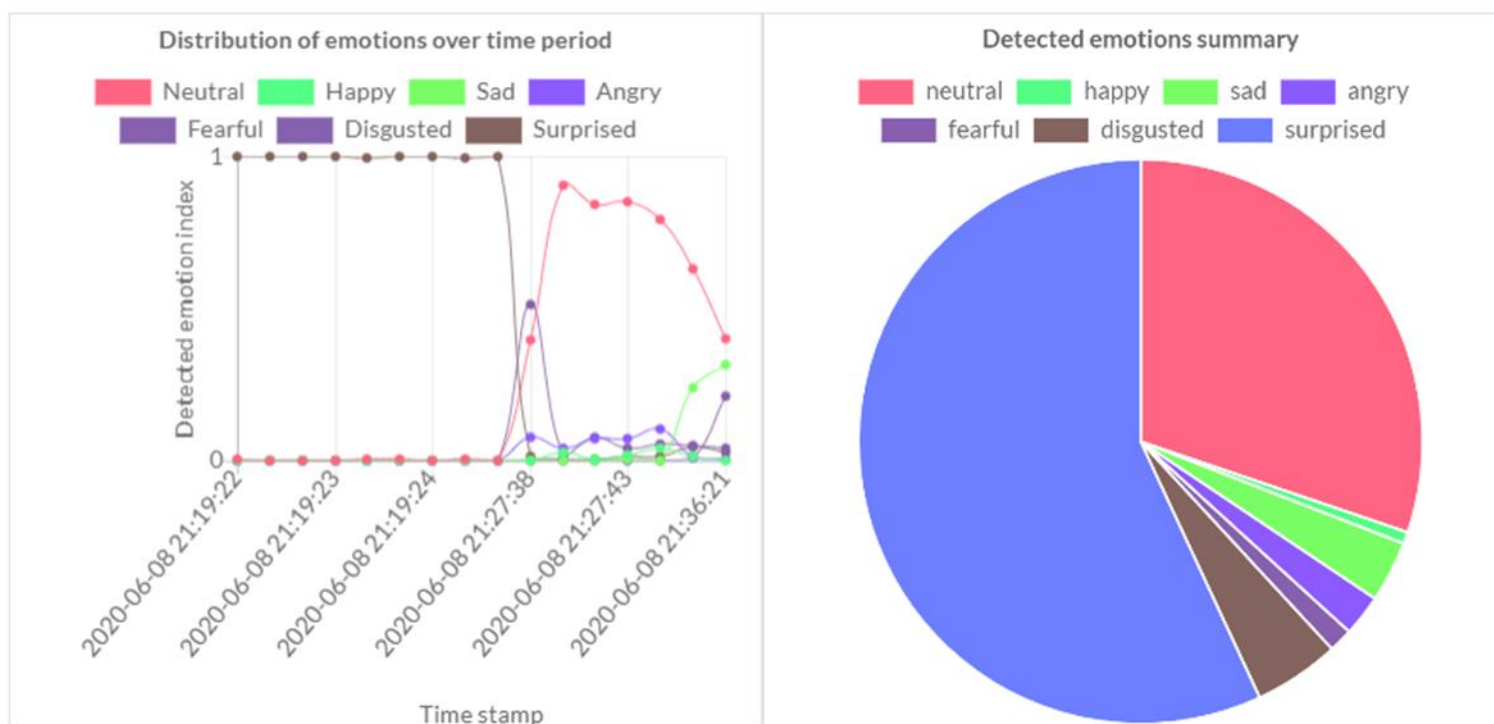 Distribution of emotions over time period
Neutral Happy Sad Angry
Fearful Disgusted Surprised
1
Detected emotion index
0
2020-06-08 21:19:22
2020-06-08 21:19:23
2020-06-08 21:19:24
2020-06-08 21:27:38
2020-06-08 21:27:43
2020-06-08 21:36:21
Time stamp
Detected emotions summary
neutral happy sad angry
fearful disgusted surprised